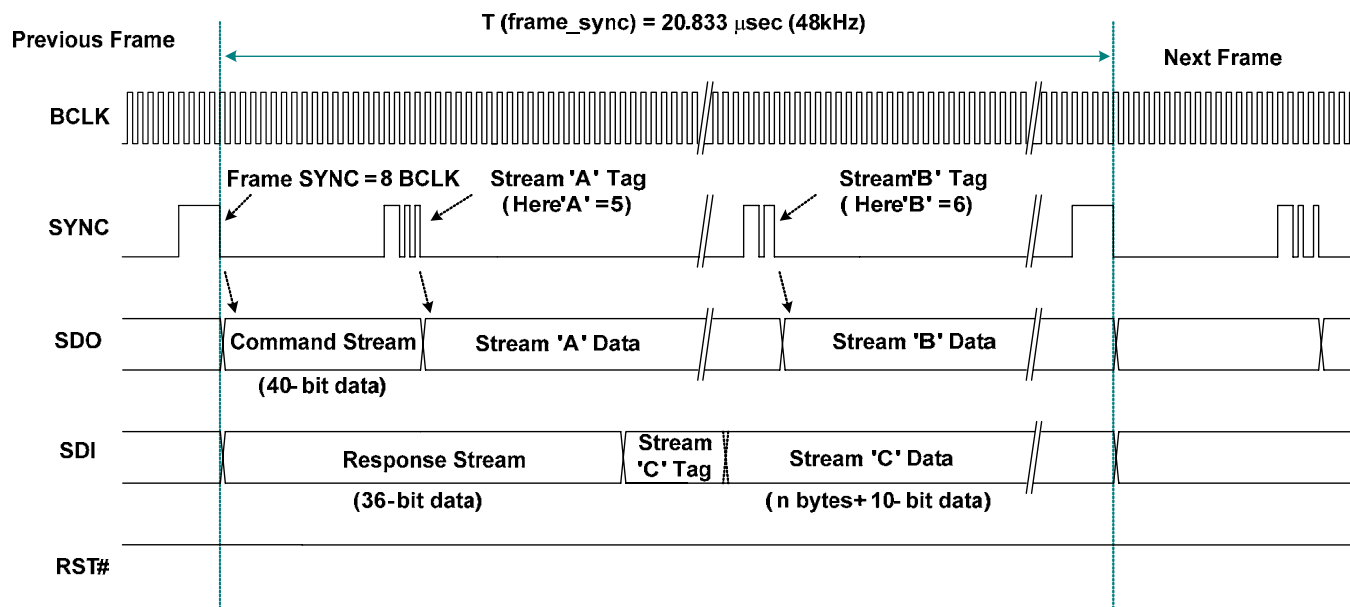 T (frame_sync) = 20.833 μsec (48kHz)
Previous Frame
Next Frame
BCLK
Frame SYNC = 8 BCLK
Stream 'A' Tag
(Here'A' = 5)
Stream'B' Tag
( Here'B' = 6)
SYNC
SDO
Command Stream
Stream 'A' Data
Stream 'B' Data
(40- bit data)
SDI
Response Stream
Stream
'C' Tag
Stream 'C' Data
(36-bit data)
( n bytes+ 10- bit data)
RST#